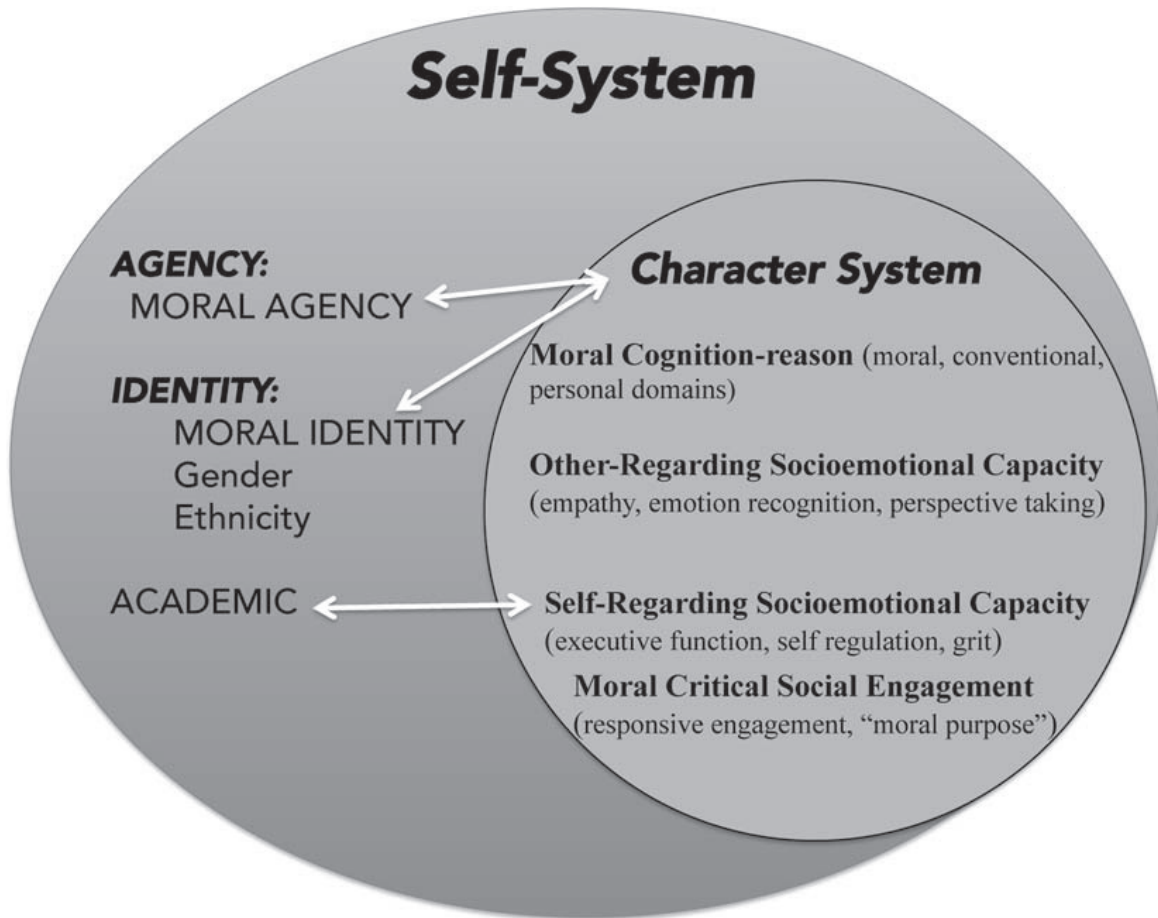 Self-System
AGENCY:
MORAL AGENCY
IDENTITY:
MORAL IDENTITY
Gender
Ethnicity
ACADEMIC
Character System
Moral Cognition-reason (moral, conventional,
personal domains)
Other-Regarding Socioemotional Capacity
(empathy, emotion recognition, perspective taking)
Self-Regarding Socioemotional Capacity
(executive function, self regulation, grit)
Moral Critical Social Engagement
(responsive engagement, “moral purpose”)